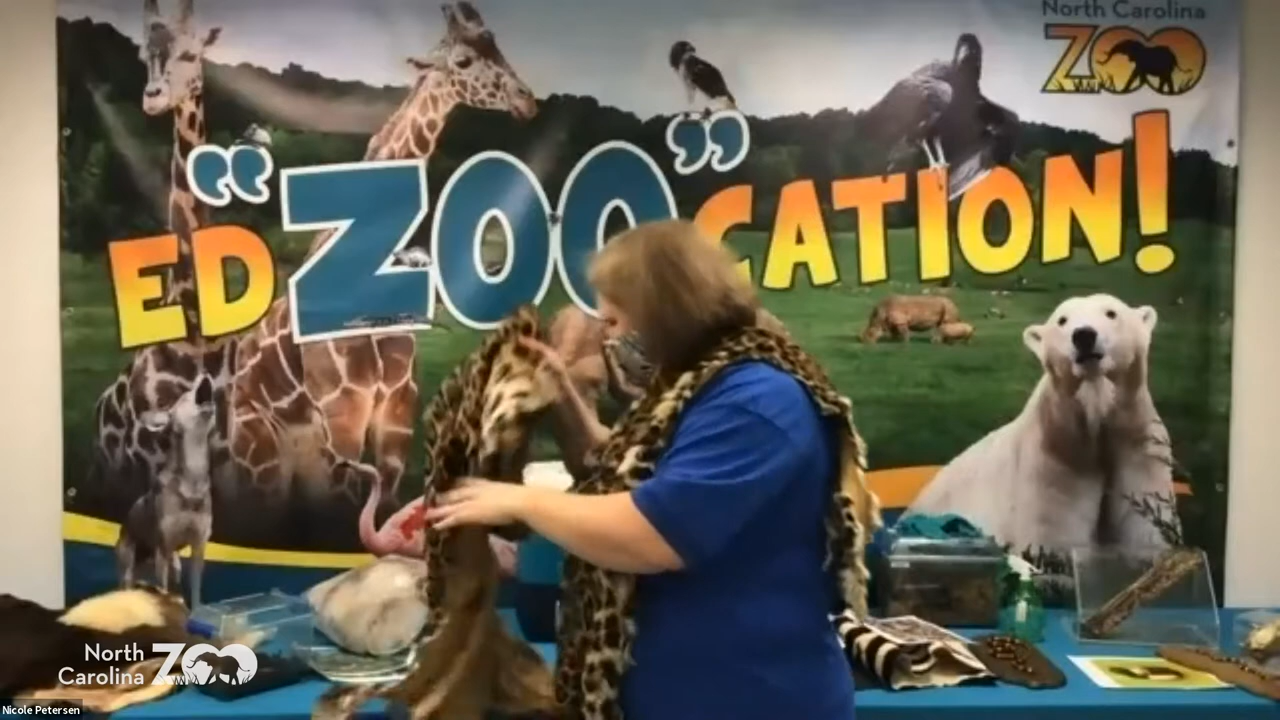 North Carolina
ZOO
ED "ZOO" CATION!
North
Carolina ZOO
Nicole Petersen